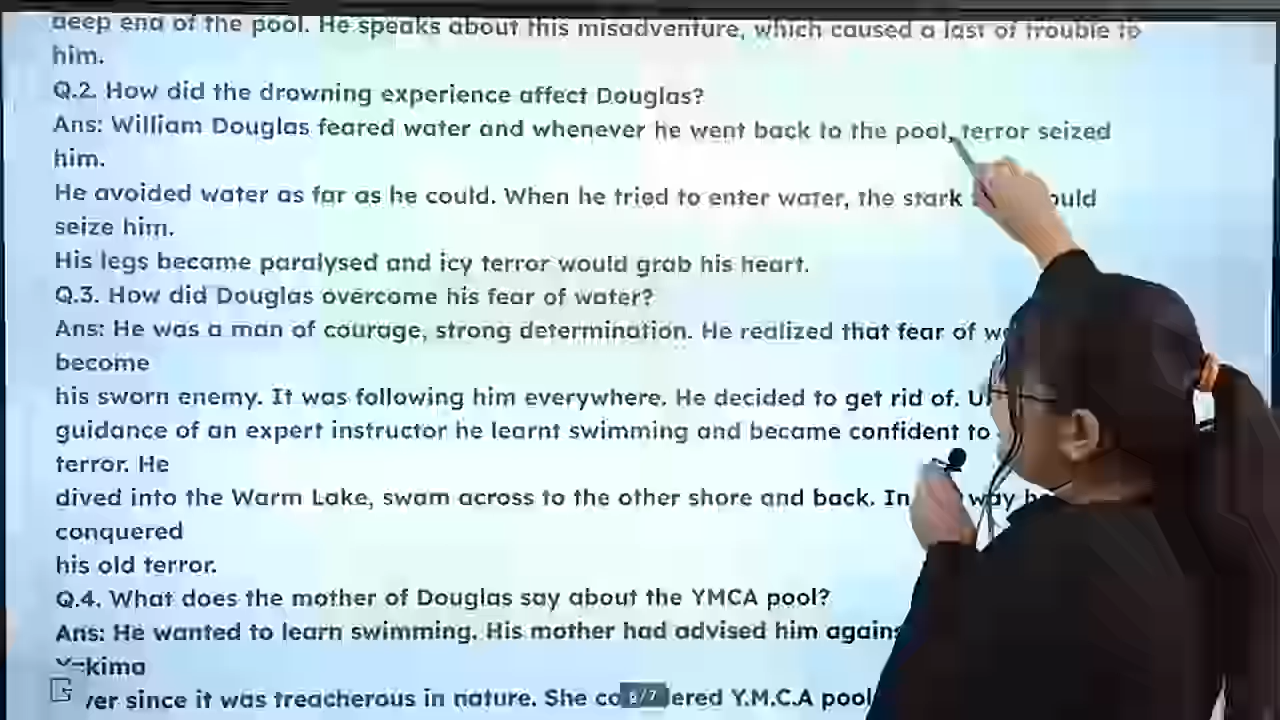 deep end of the pool. He speaks about this misadventure, which caused a last of trouble to
him.
Q.2. How did the drowning experience affect Douglas?
Ans: William Douglas feared water and whenever he went back to the pool, terror seized
him.
He avoided water as far as he could. When he tried to enter water, the stark ould
seize him.
His legs became paralysed and icy terror would grab his heart.
Q.3. How did Douglas overcome his fear of water?
Ans: He was a man of courage, strong determination. He realized that fear of
become
his sworn enemy. It was following him everywhere. He decided to get rid of.
guidance of an expert instructor he learnt swimming and became confident to
terror. He
dived into the Warm Lake, swam across to the other shore and back. In way
conquered
his old terror.
Q.4. What does the mother of Douglas say about the YMCA pool?
Ans: He wanted to learn swimming. His mother had advised him
kima
ver since it was treacherous in nature. She co ered Y.M.C.A pool